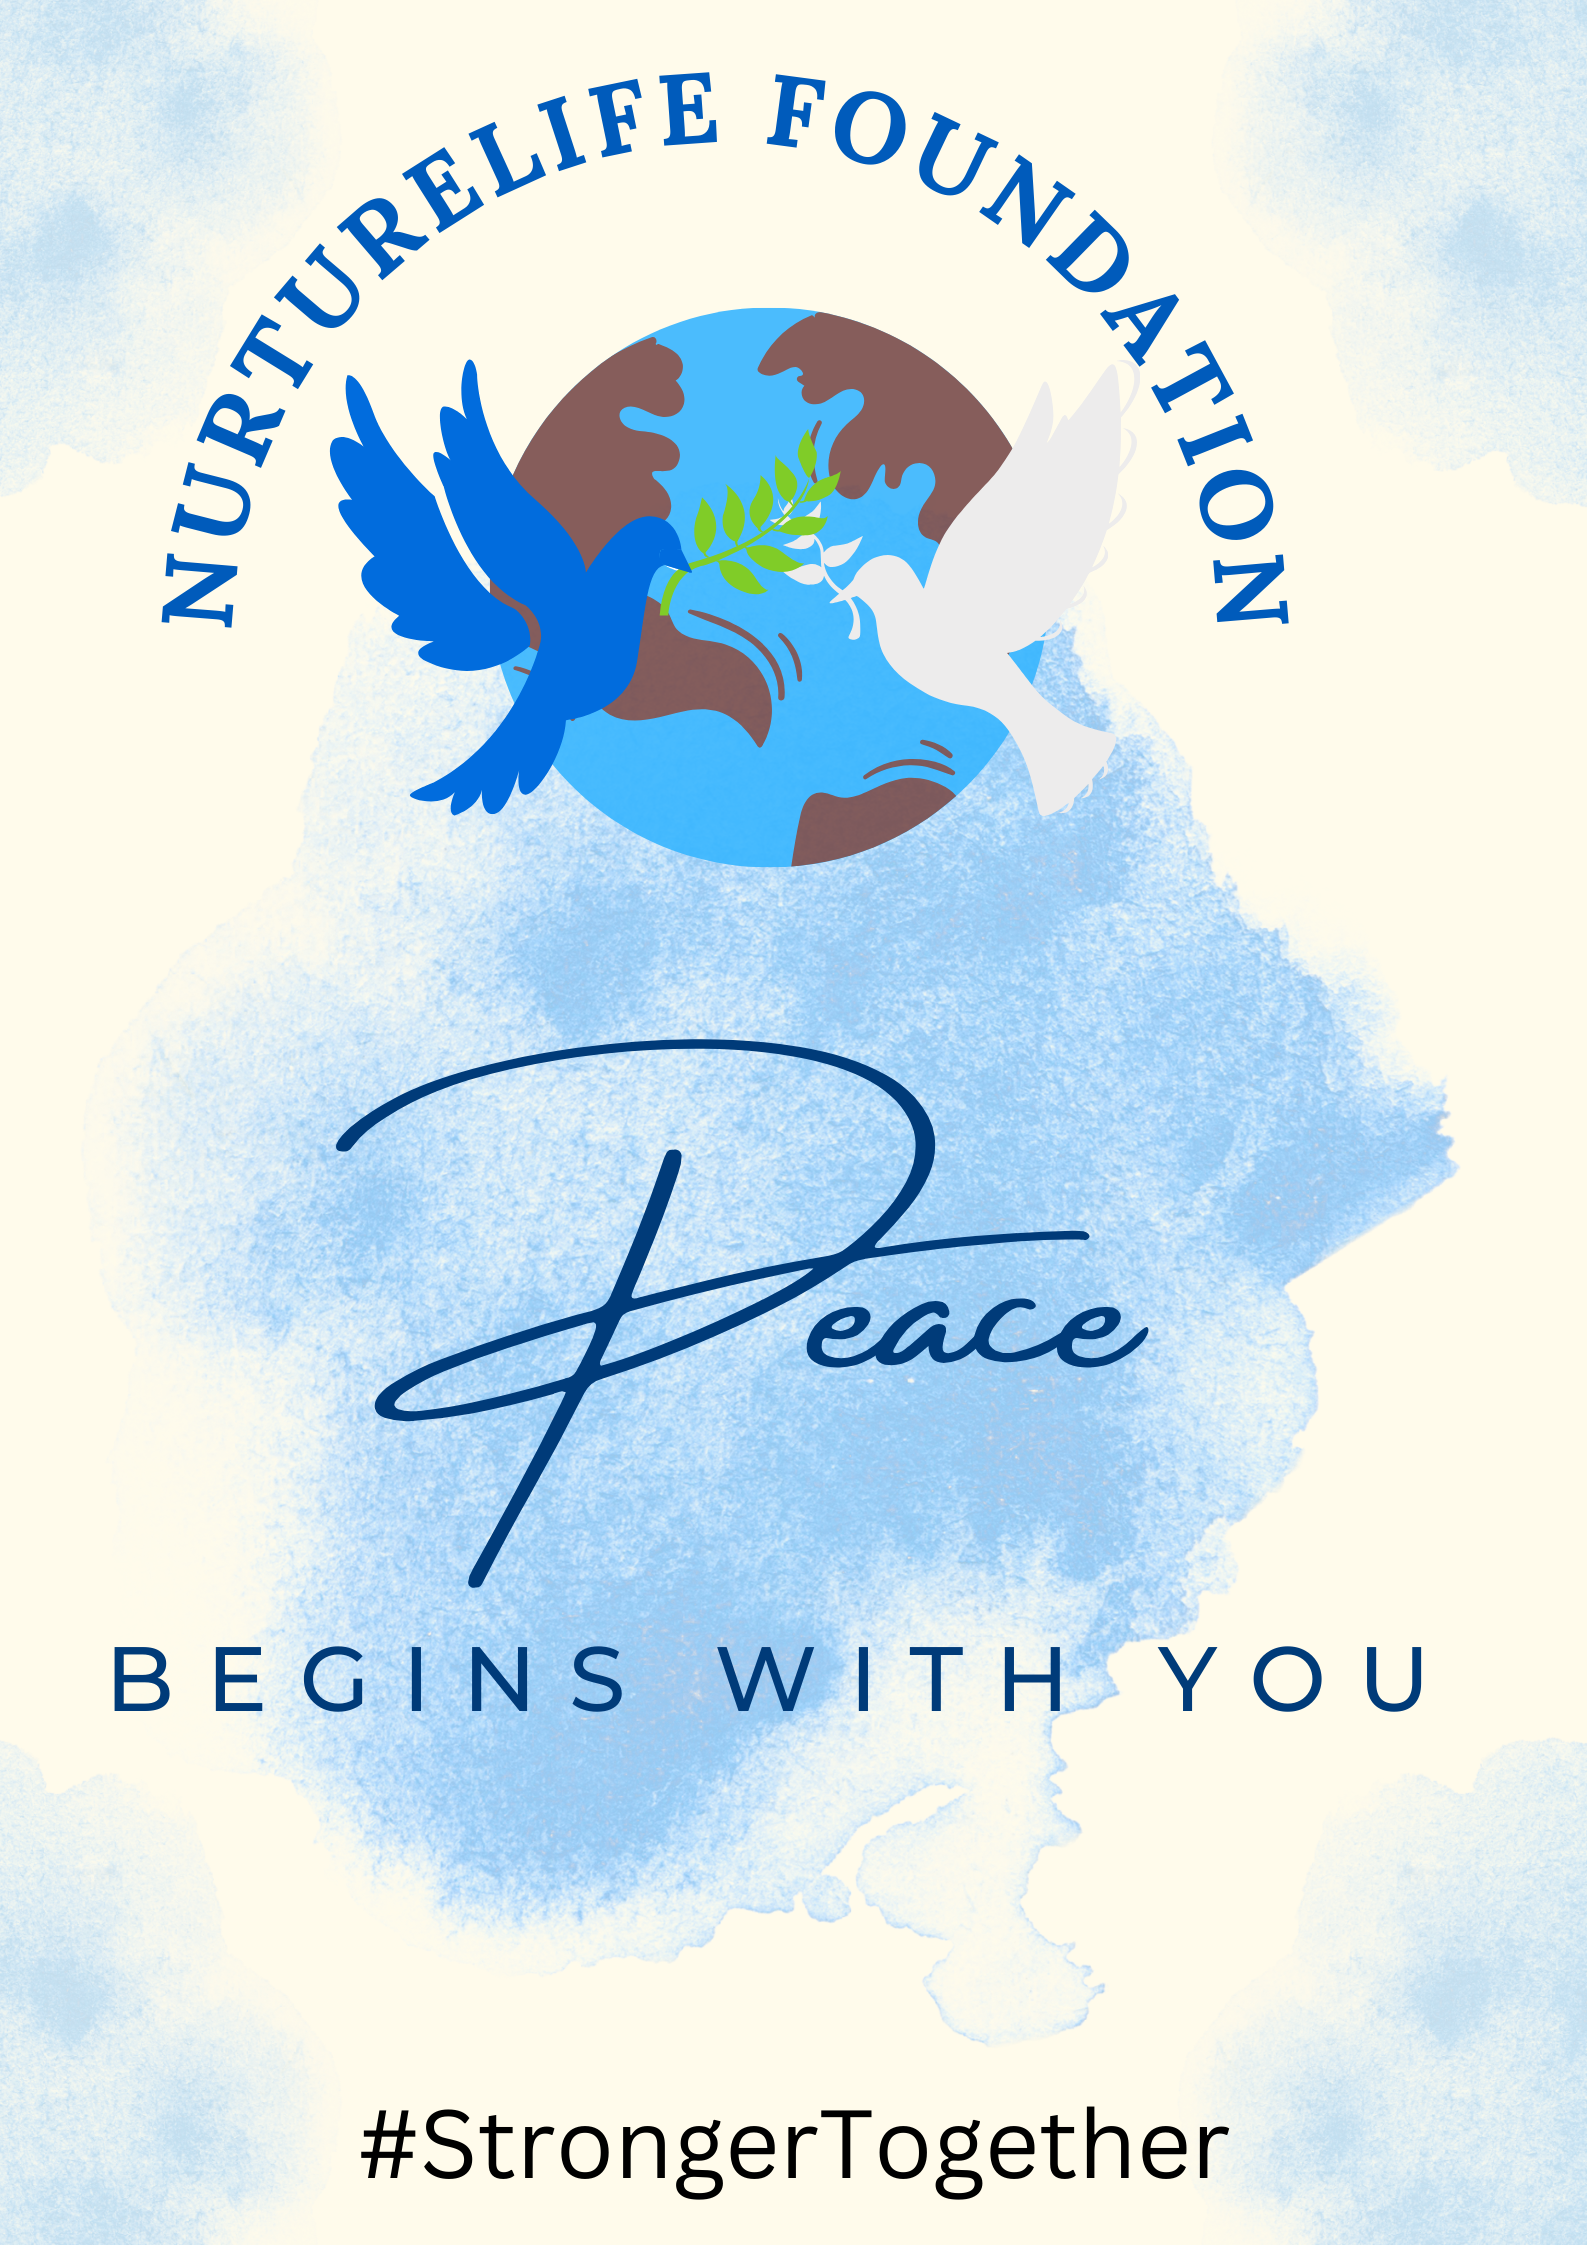 NURTURELIFE FOUNDATION
Peace
BEGINS WITH YOU
#StrongerTogether